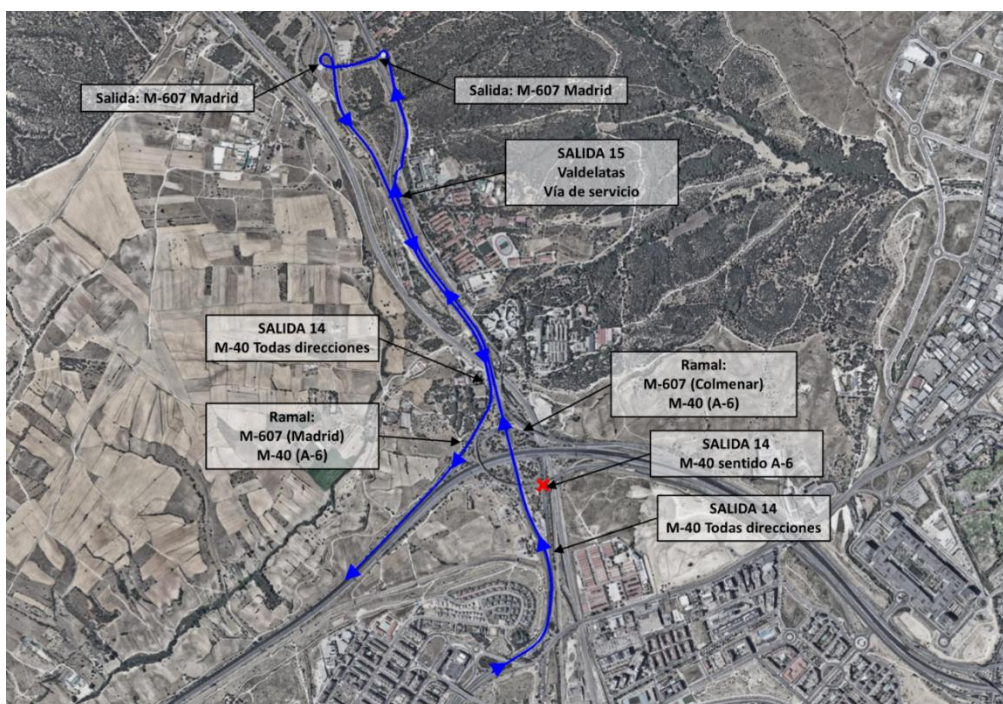 Salida: M-607 Madrid
Salida: M-607 Madrid
SALIDA 15
Valdelatas
Vía de servicio
SALIDA 14
M-40 Todas direcciones
Ramal:
M-607 (Colmenar)
M-40 (A-6)
Ramal:
M-607 (Madrid)
M-40 (A-6)
SALIDA 14
M-40 sentido A-6
SALIDA 14
M-40 Todas direcciones